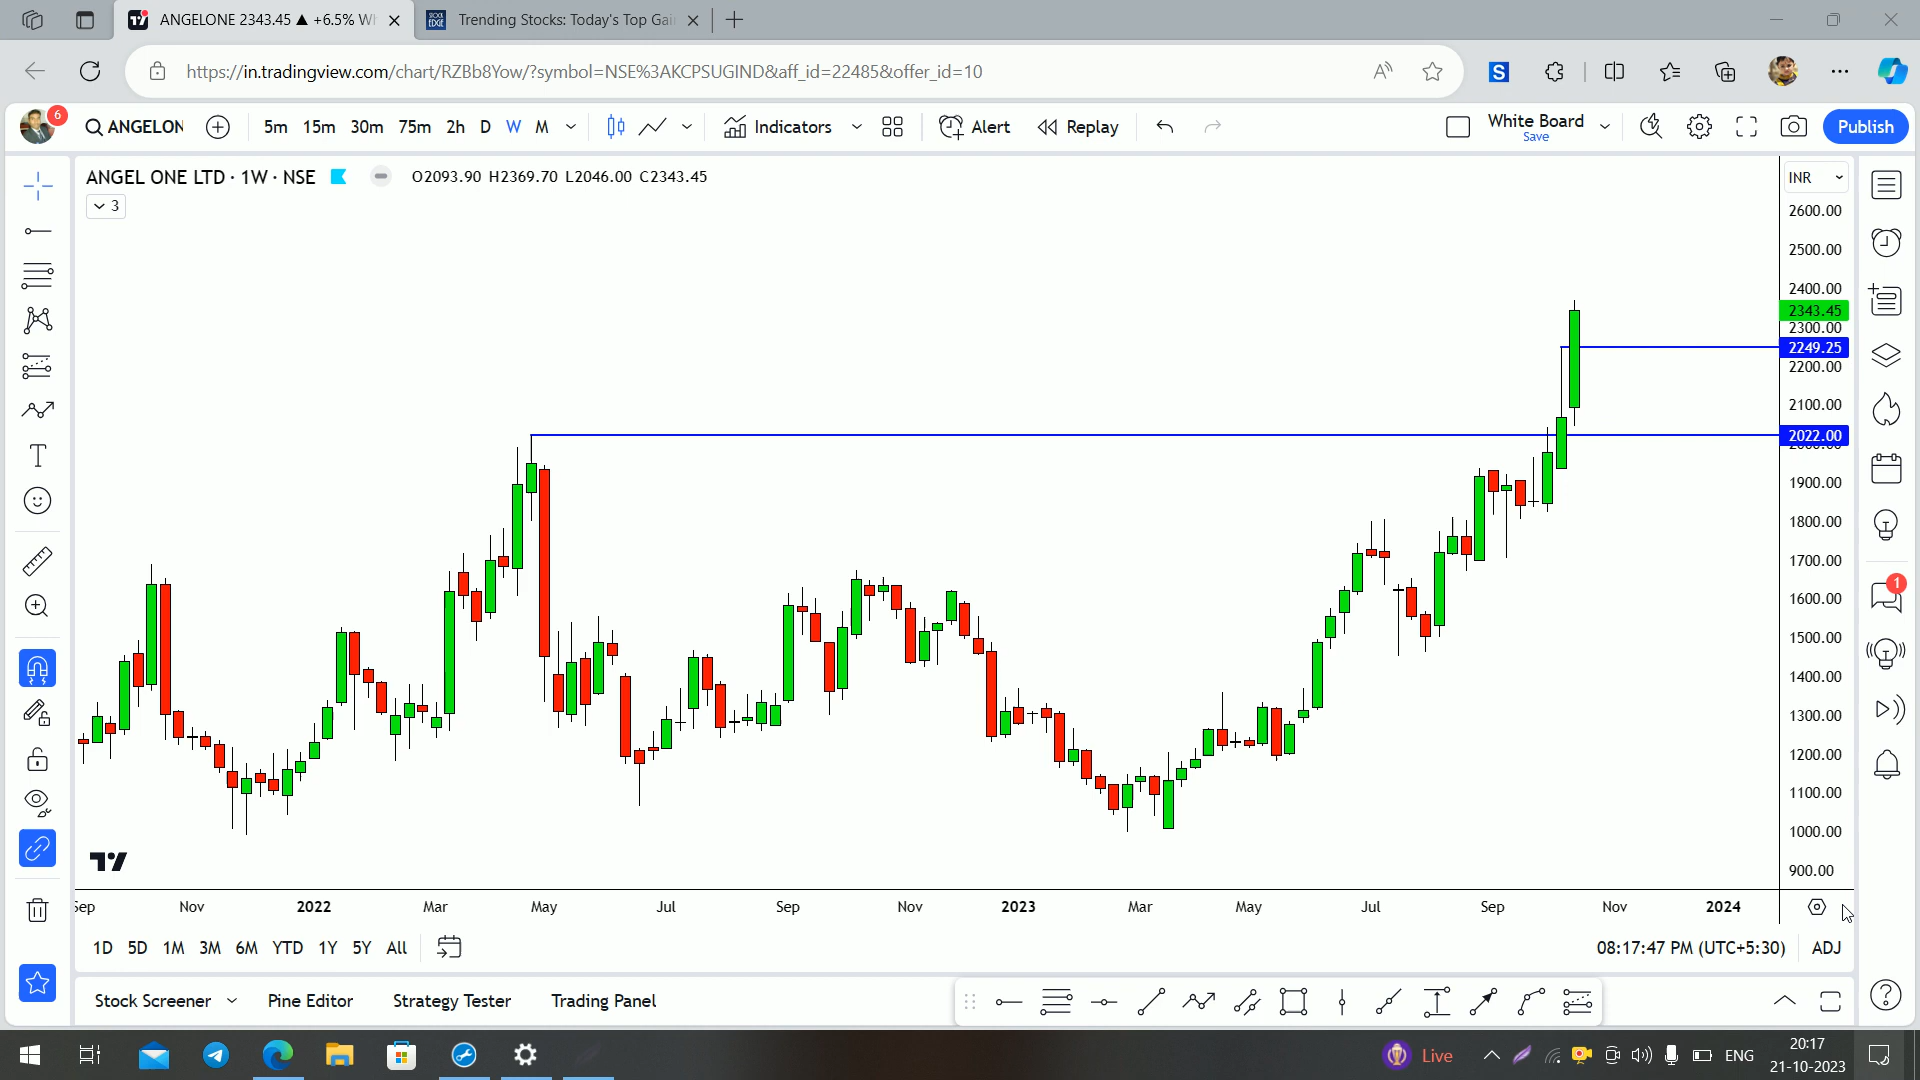 ANGELONE 2343.45 ▲ +6.5% W
Trending Stocks: Today's Top Gai
https://in.tradingview.com/chart/RZBb8Yow/?symbol=NSE%3AKCPSUGIND&aff_id=22485&offer_id=10
6
ANGELON 5m 15m 30m 75m 2h D W M Indicators Alert Replay White Board Publish
Save
ANGEL ONE LTD · 1W · NSE O2093.90 H2369.70 L2046.00 C2343.45
3
INR
2600.00
2500.00
2400.00
2343.45
2300.00
2249.25
2200.00
2100.00
2022.00
1900.00
1800.00
1700.00
1600.00
1500.00
1400.00
1300.00
1200.00
1100.00
1000.00
900.00
1
Sep Nov 2022 Mar May Jul Sep Nov 2023 Mar May Jul Sep Nov 2024
1D 5D 1M 3M 6M YTD 1Y 5Y All 08:17:47 PM (UTC+5:30) ADJ
Stock Screener Pine Editor Strategy Tester Trading Panel
Live ENG 20:17
21-10-2023